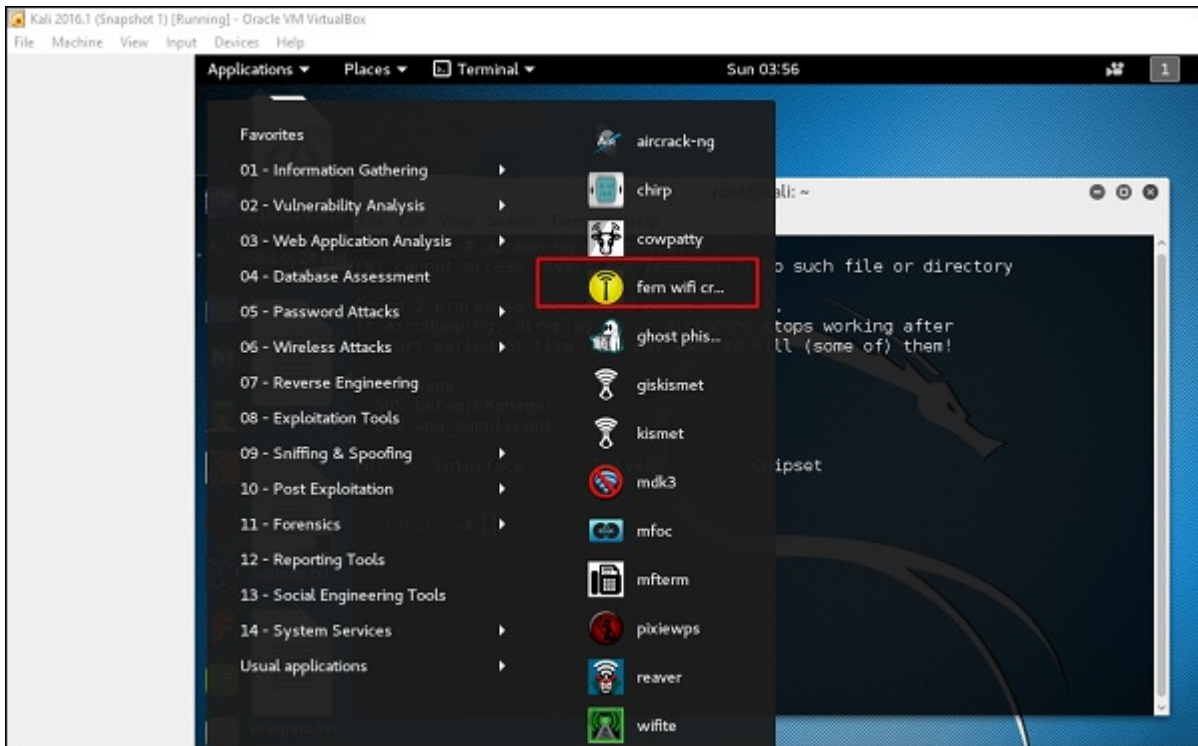 Kali 2016.1 (Snapshot 1) [Running] - Oracle VM VirtualBox
File Machine View Input Devices Help
Applications Places Terminal Sun 03:56 1
Favorites
01 - Information Gathering
02 - Vulnerability Analysis
03 - Web Application Analysis
04 - Database Assessment
05 - Password Attacks
06 - Wireless Attacks
07 - Reverse Engineering
08 - Exploitation Tools
09 - Sniffing & Spoofing
10 - Post Exploitation
11 - Forensics
12 - Reporting Tools
13 - Social Engineering Tools
14 - System Services
Usual applications
aircrack-ng
chirp
cowpatty
fern wifi cr...
ghost phis...
giskismet
kismet
mdk3
mfoc
mfterm
pixiewps
reaver
wifite
ali: ~
such file or directory
tops working after
ll (some of) them!
ipset